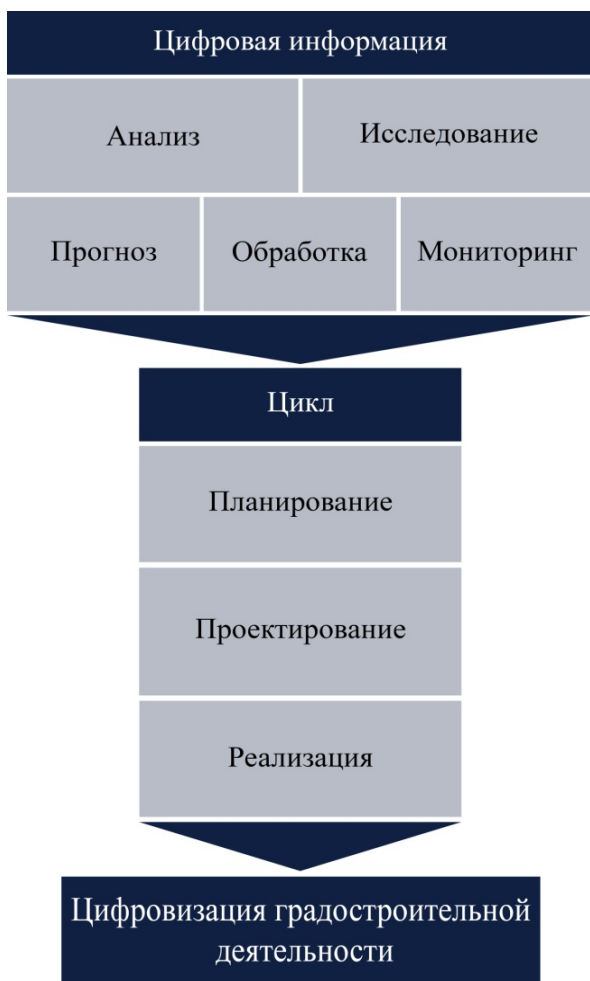 Цифровая информация
Анализ
Исследование
Прогноз
Обработка
Мониторинг
Цикл
Планирование
Проектирование
Реализация
Цифровизация градостроительной
деятельности